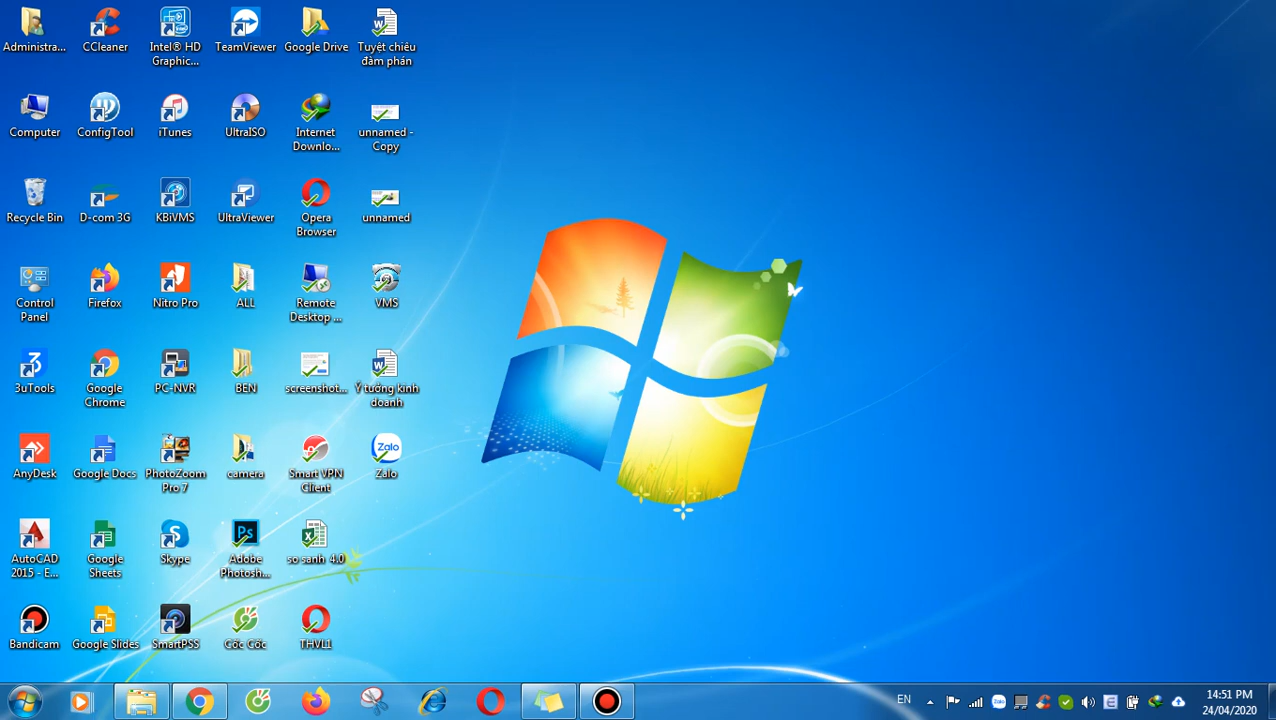 Administra...
CCleaner
Intel® HD
Graphic...
TeamViewer
Google Drive
Tuyệt chiêu
đàm phán
Computer
ConfigTool
iTunes
UltraISO
Internet
Downlo...
unnamed -
Copy
Recycle Bin
D-com 3G
KBiVMS
UltraViewer
Opera
Browser
unnamed
Control
Panel
Firefox
Nitro Pro
ALL
Remote
Desktop ...
VMS
3uTools
Google
Chrome
PC-NVR
BEN
screenshot...
Ý tưởng kinh
doanh
AnyDesk
Google Docs
PhotoZoom
Pro 7
camera
Smart VPN
Client
Zalo
Zalo
AutoCAD
2015 - E...
Google
Sheets
Skype
Adobe
Photosh...
so sanh 4.0
Bandicam
Google Slides
SmartPSS
Cốc Cốc
THVL1
EN
14:51 PM
24/04/2020